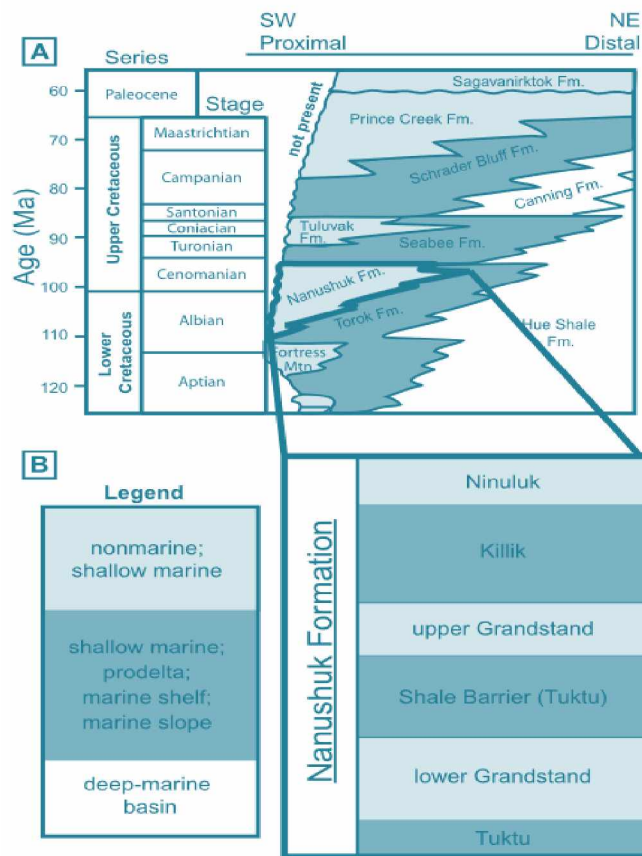 SW
NE
Proximal
Distal
A
Series
Stage
Paleocene
Upper Cretaceous
Lower
Cretaceous
Maastrichtian
Campanian
Santonian
Coniacian
Turonian
Cenomanian
Albian
Aptian
Age (Ma)
60
70
80
90
100
110
120
not present
Sagavanirktok Fm.
Prince Creek Fm.
Schrader Bluff Fm.
Canning Fm.
Tuluvak
Fm.
Seabee Fm.
Nanushuk Fm.
Torok Fm.
Hue Shale
Fm.
Fortress
Mtn.
B
Legend
nonmarine;
shallow marine
shallow marine;
prodelta;
marine shelf;
marine slope
deep-marine
basin
Nanushuk Formation
Ninuluk
Killik
upper Grandstand
Shale Barrier (Tuktu)
lower Grandstand
Tuktu